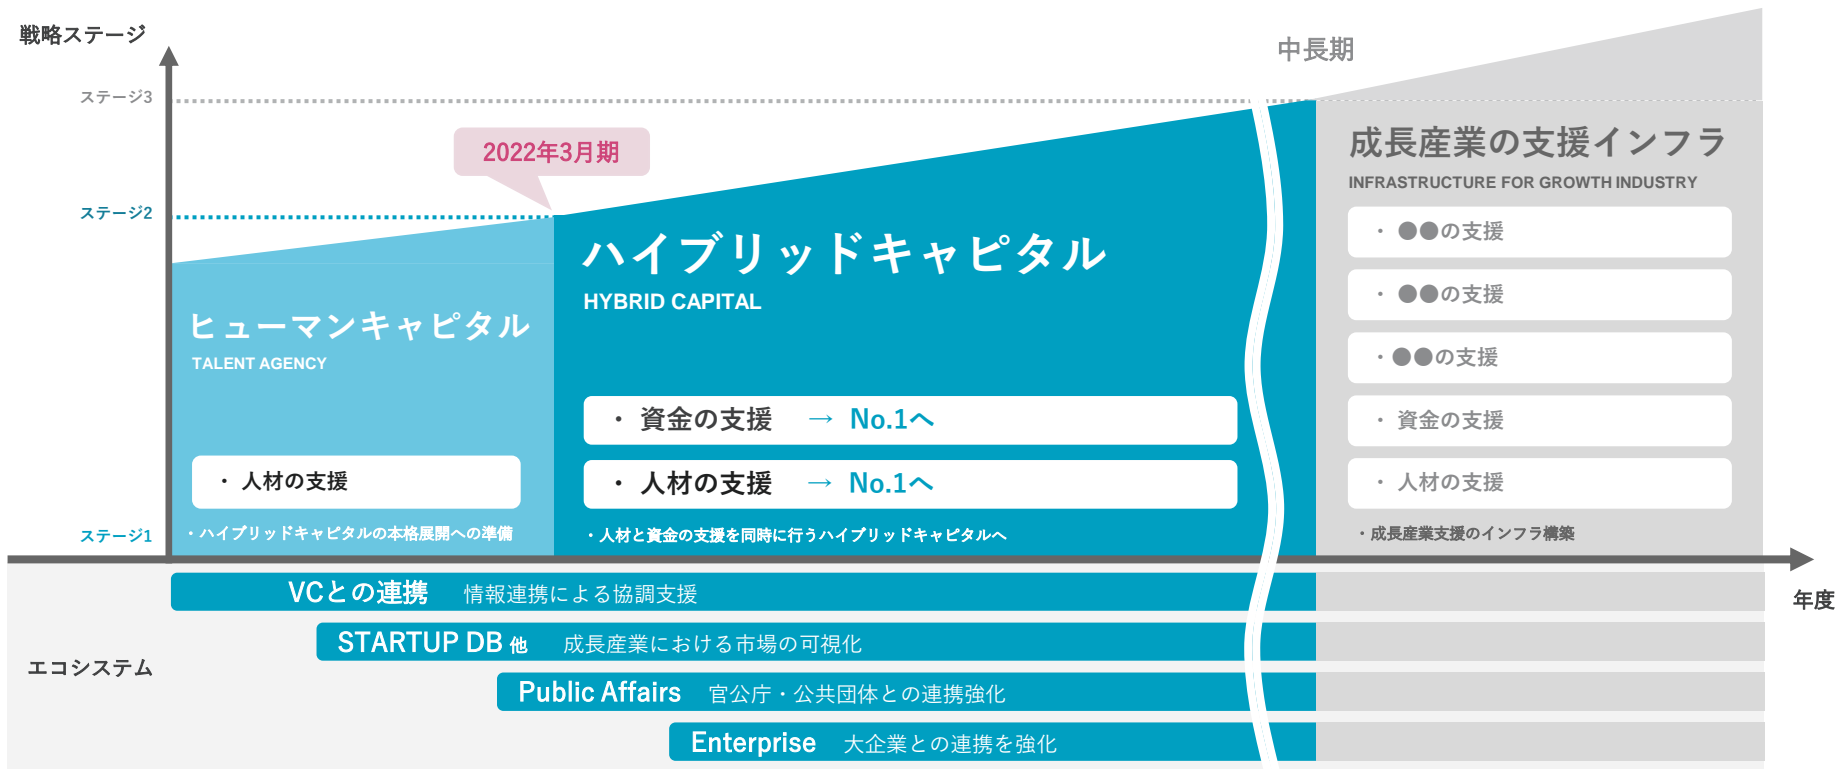 戦略ステージ
中長期
ステージ3
2022年3月期
ステージ2
ステージ1
ヒューマンキャピタル
TALENT AGENCY
・ 人材の支援
・ハイブリッドキャピタルの本格展開への準備
ハイブリッドキャピタル
HYBRID CAPITAL
・ 資金の支援 → No.1へ
・ 人材の支援 → No.1へ
・人材と資金の支援を同時に行うハイブリッドキャピタルへ
成長産業の支援インフラ
INFRASTRUCTURE FOR GROWTH INDUSTRY
・ ●●の支援
・ ●●の支援
・●●の支援
・ 資金の支援
・ 人材の支援
・成長産業支援のインフラ構築
年度
エコシステム
VCとの連携 情報連携による協調支援
STARTUP DB 他 成長産業における市場の可視化
Public Affairs 官公庁・公共団体との連携強化
Enterprise 大企業との連携を強化